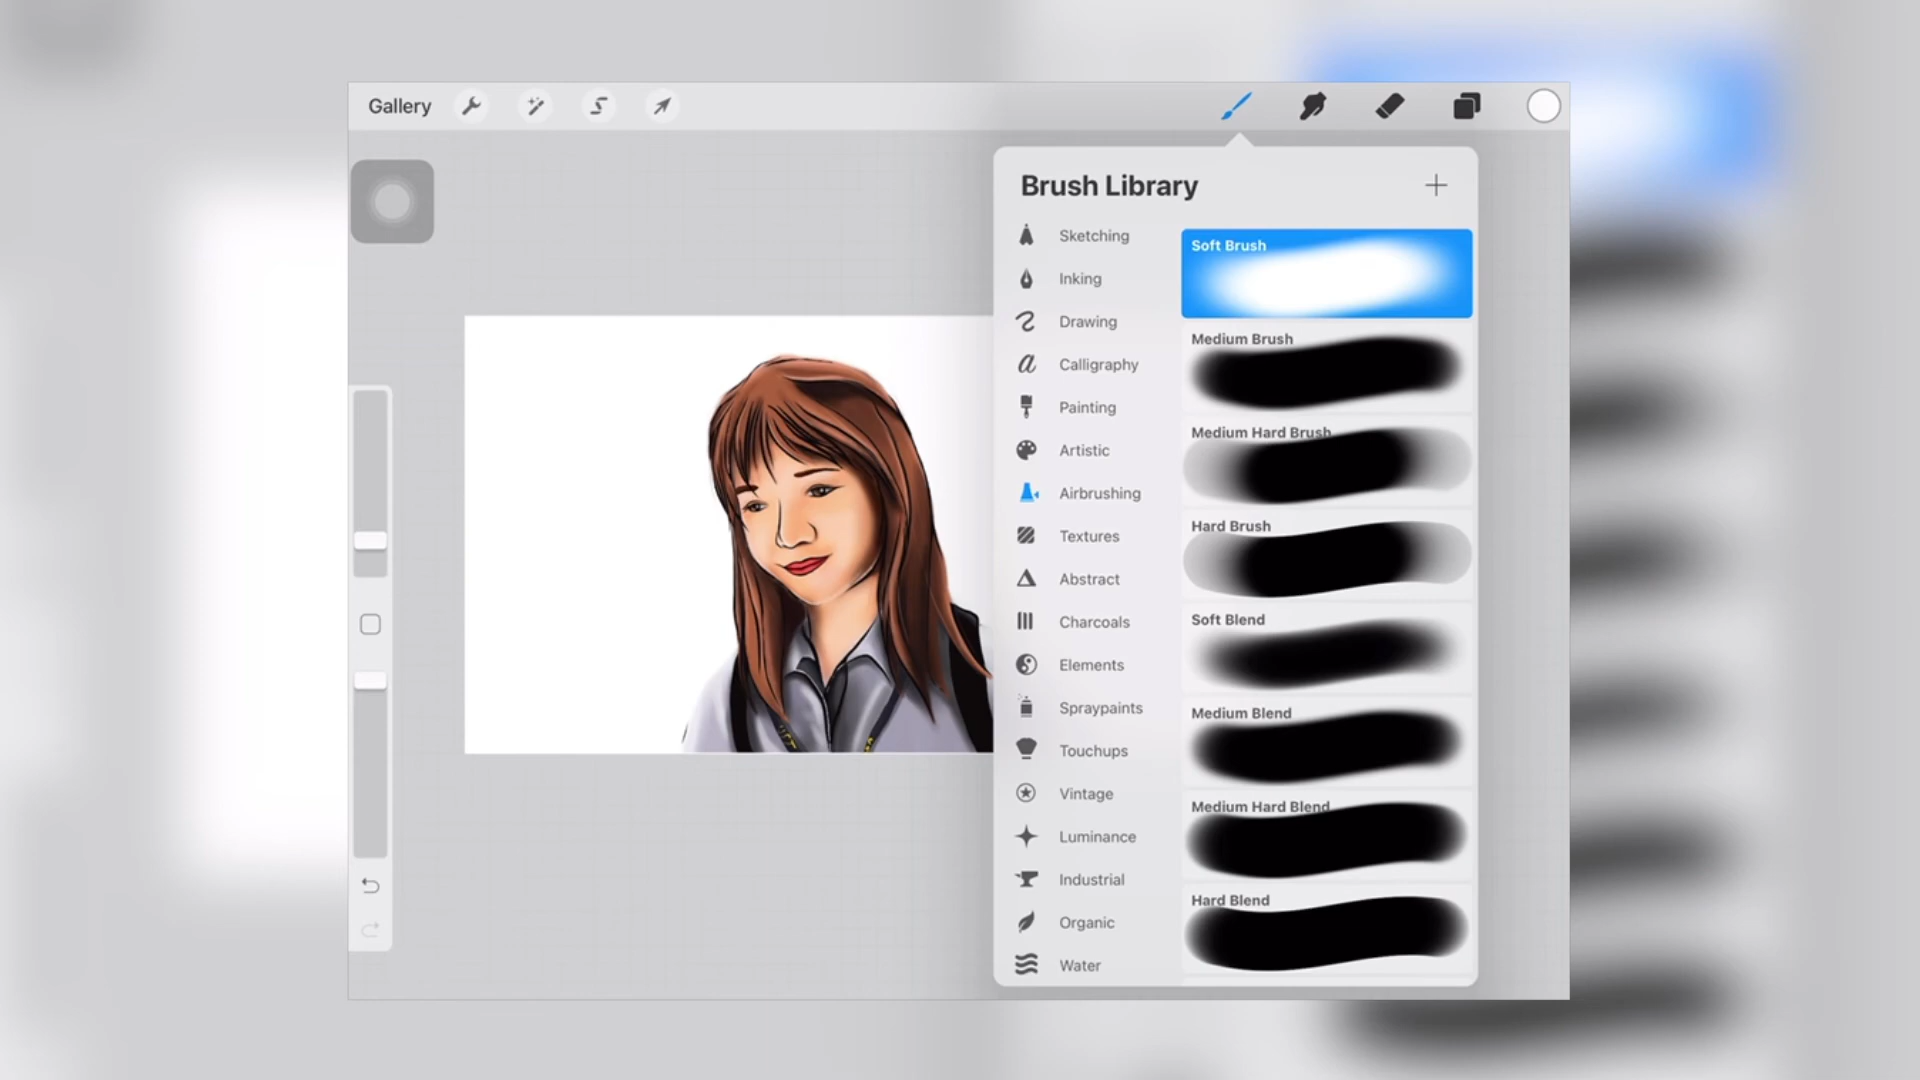 Gallery
Brush Library
Sketching
Inking
Drawing
Calligraphy
Painting
Artistic
Airbrushing
Textures
Abstract
Charcoals
Elements
Spraypaints
Touchups
Vintage
Luminance
Industrial
Organic
Water
Soft Brush
Medium Brush
Medium Hard Brush
Hard Brush
Soft Blend
Medium Blend
Medium Hard Blend
Hard Blend